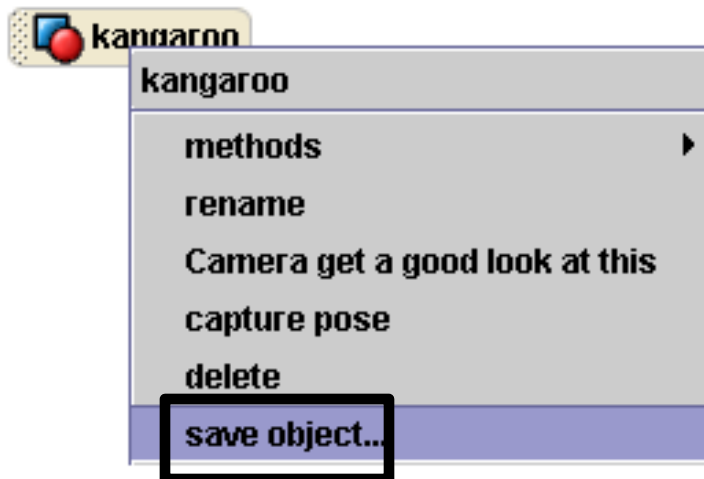 kangaroo
kangaroo
methods
rename
Camera get a good look at this
capture pose
delete
save object...